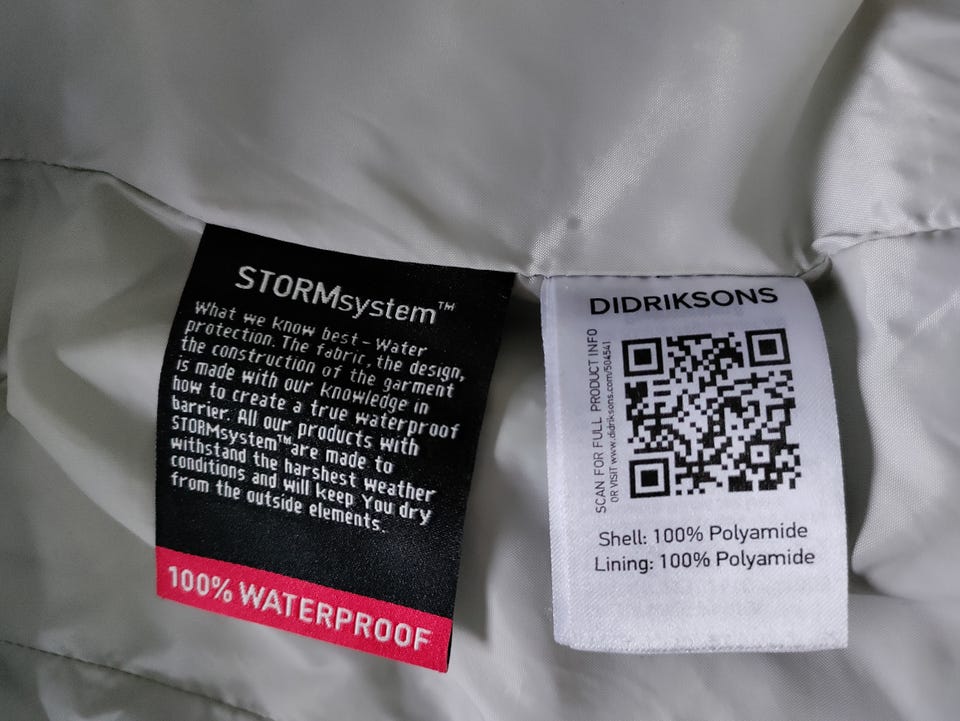 STORMsystem™
What we know best - Water
protection. The fabric, the design,
the construction of the garment
is made with our knowledge in
how to create a true waterproof
barrier. All our products with
STORMsystem™ are made to
withstand the harshest weather
conditions and will keep You dry
from the outside elements.
100% WATERPROOF
DIDRIKSONS
SCAN FOR FULL PRODUCT INFO
OR VISIT www.didriksons.com/504541
Shell: 100% Polyamide
Lining: 100% Polyamide